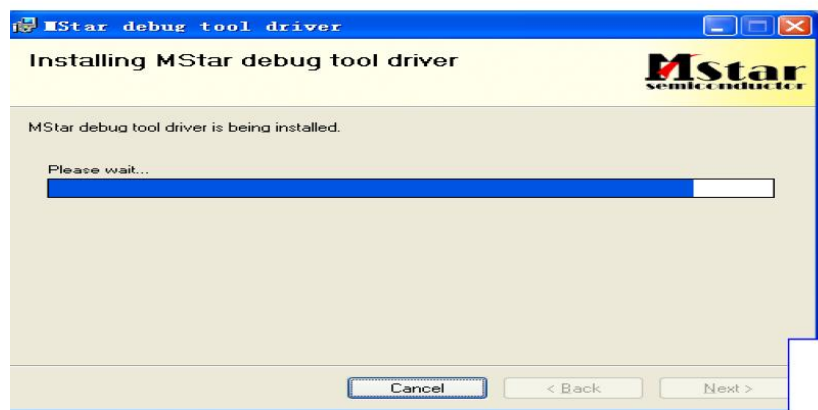 MStar debug tool driver
Installing MStar debug tool driver
Mstar
semiconductor
MStar debug tool driver is being installed.
Please wait...
Cancel
< Back
Next >